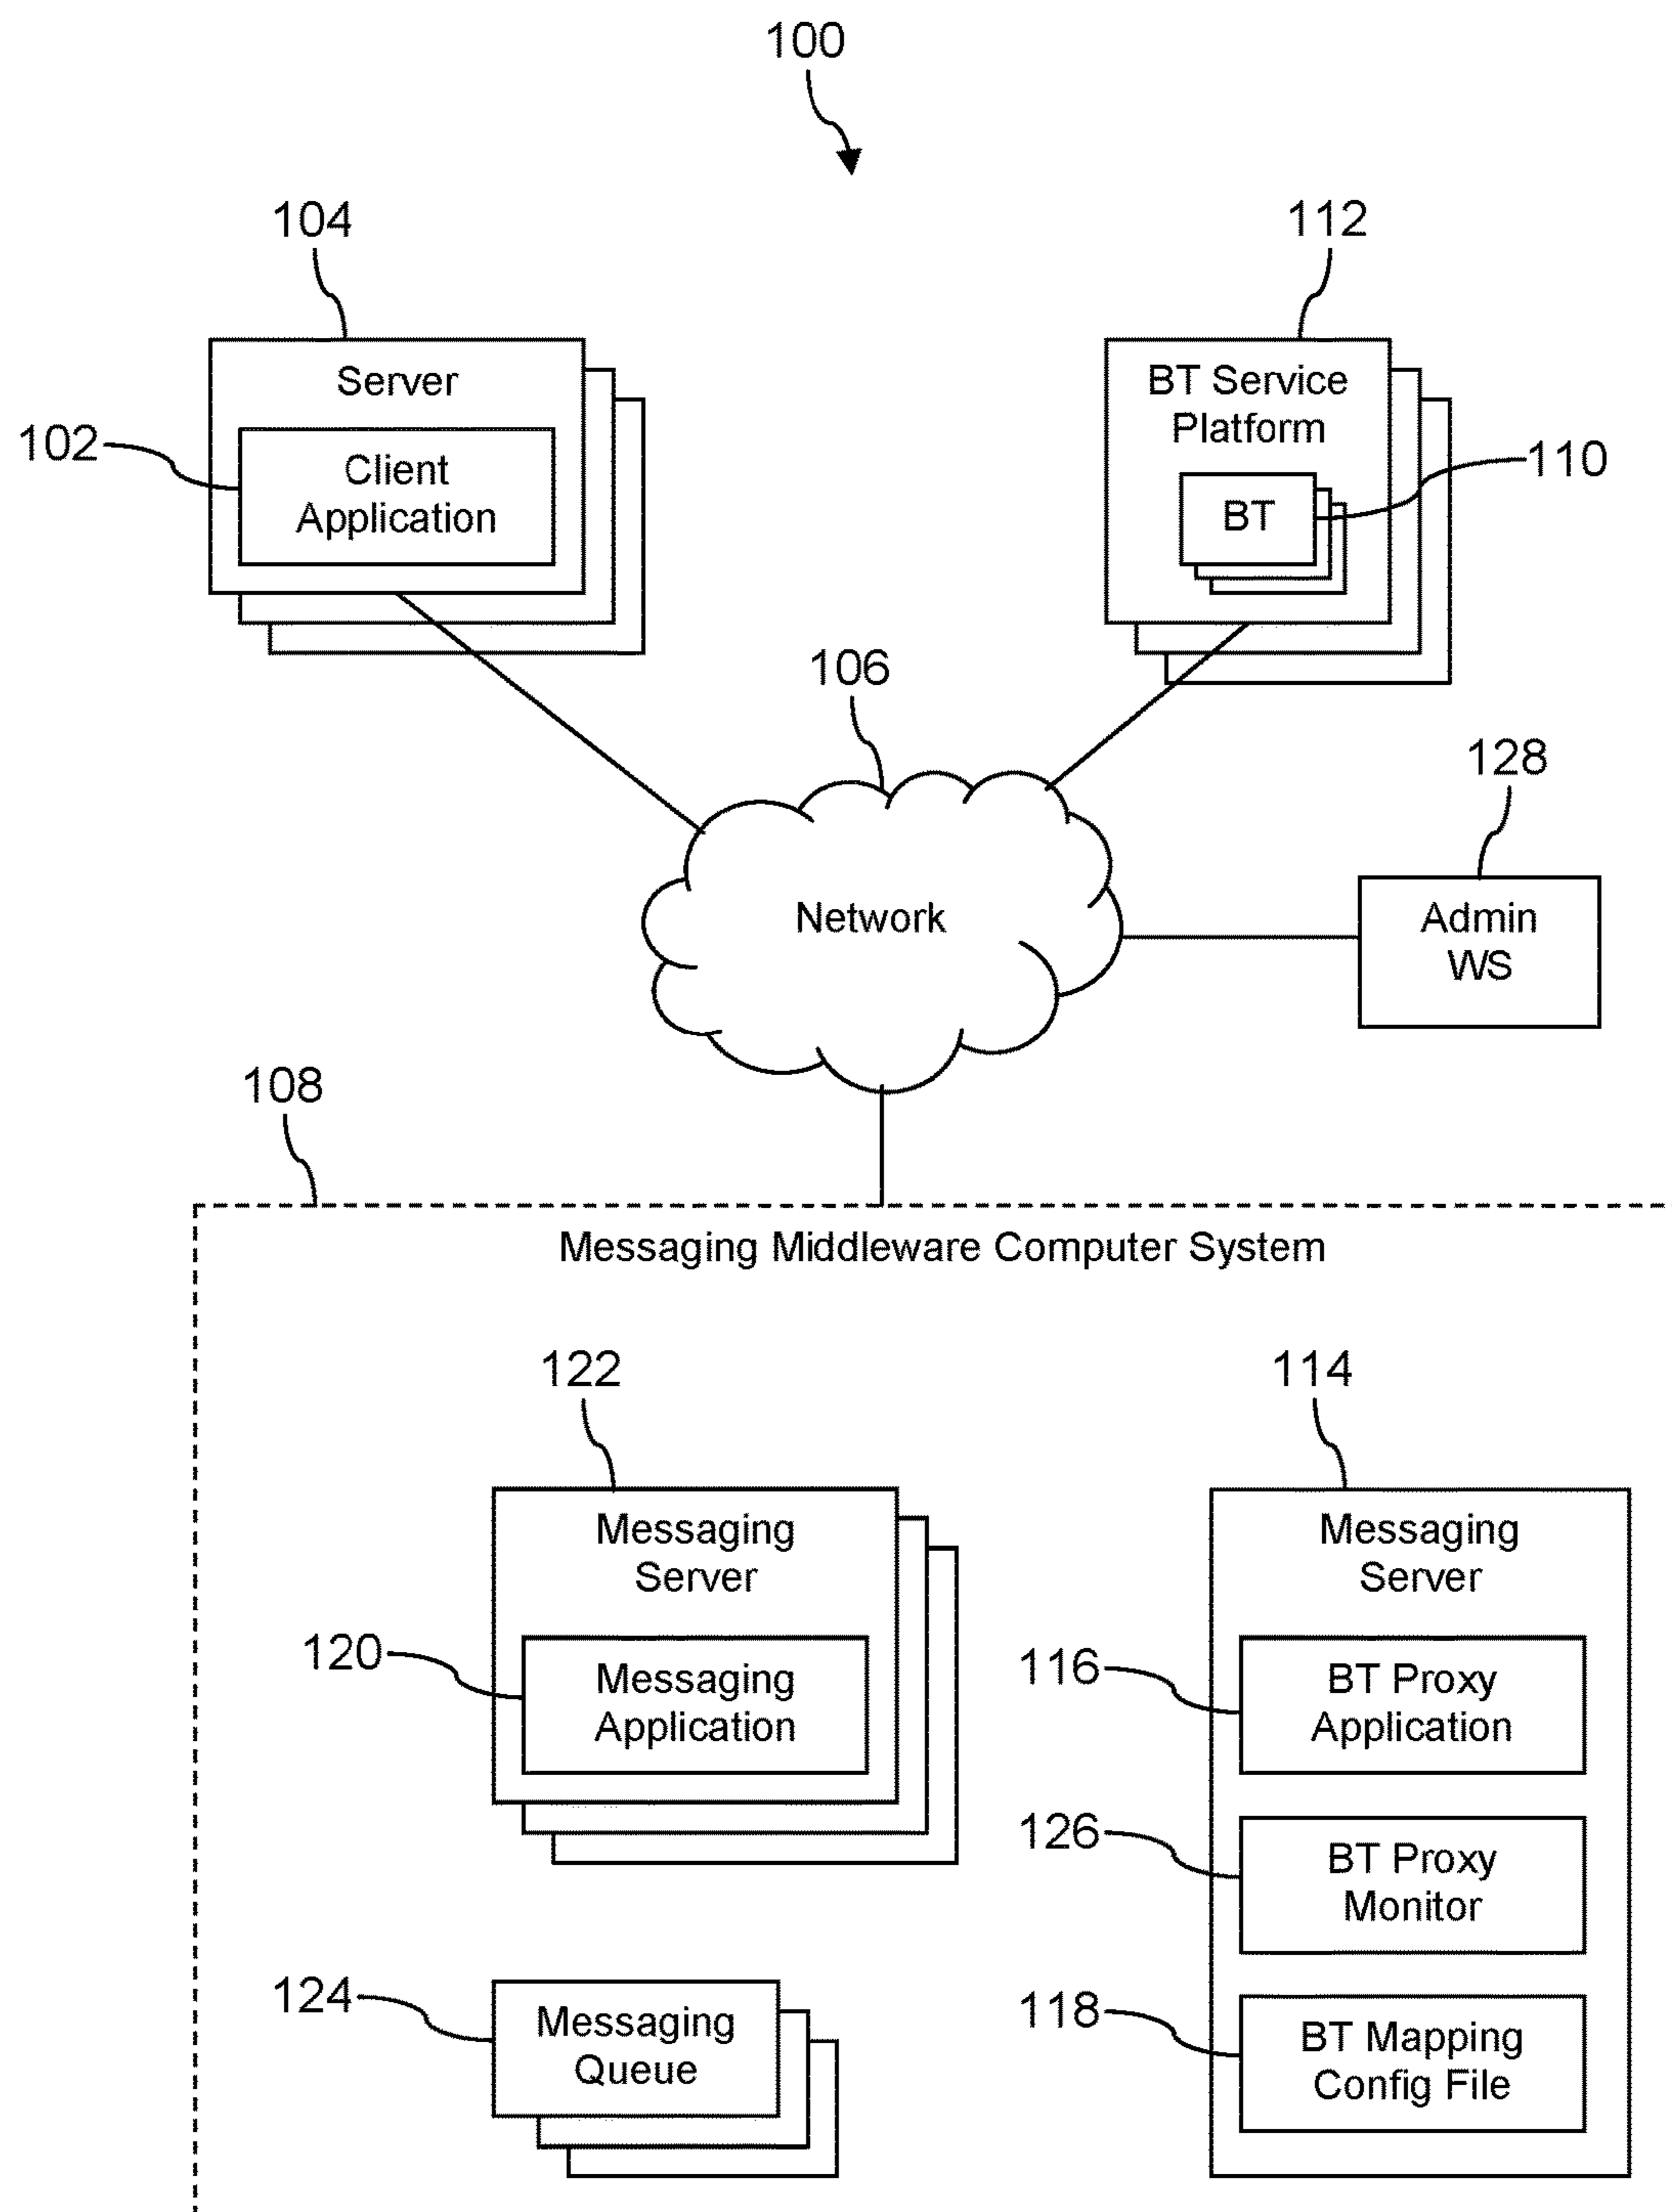 100
104
112
Server
BT Service
Platform
102
Client
Application
110
BT
106
128
Network
Admin
WS
108
Messaging Middleware Computer System
122
114
Messaging
Server
Messaging
Server
120
Messaging
Application
116
BT Proxy
Application
126
BT Proxy
Monitor
124
Messaging
Queue
118
BT Mapping
Config File